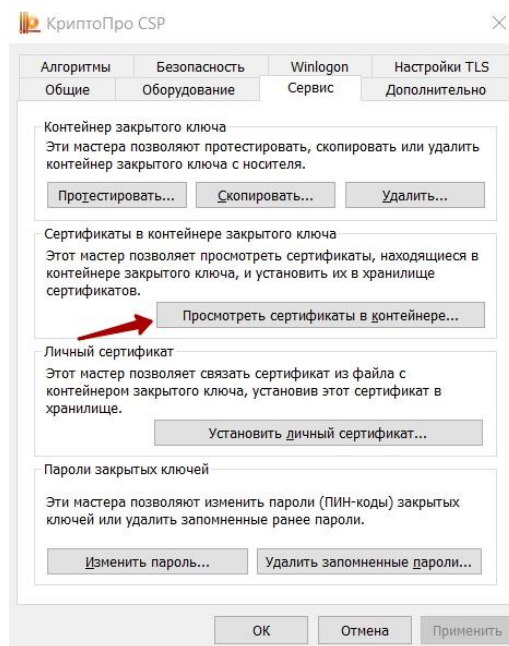 КриптоПро CSP
Алгоритмы Безопасность Winlogon Настройки TLS
Общие Оборудование Сервис Дополнительно
Контейнер закрытого ключа
Эти мастера позволяют протестировать, скопировать или удалить
контейнер закрытого ключа с носителя.
Протестировать... Скопировать... Удалить...
Сертификаты в контейнере закрытого ключа
Этот мастер позволяет просмотреть сертификаты, находящиеся в
контейнере закрытого ключа, и установить их в хранилище
сертификатов.
Просмотреть сертификаты в контейнере...
Личный сертификат
Этот мастер позволяет связать сертификат из файла с
контейнером закрытого ключа, установив этот сертификат в
хранилище.
Установить личный сертификат...
Пароли закрытых ключей
Эти мастера позволяют изменить пароли (ПИН-коды) закрытых
ключей или удалить запомненные ранее пароли.
Изменить пароль... Удалить запомненные пароли...
ОК Отмена Применить